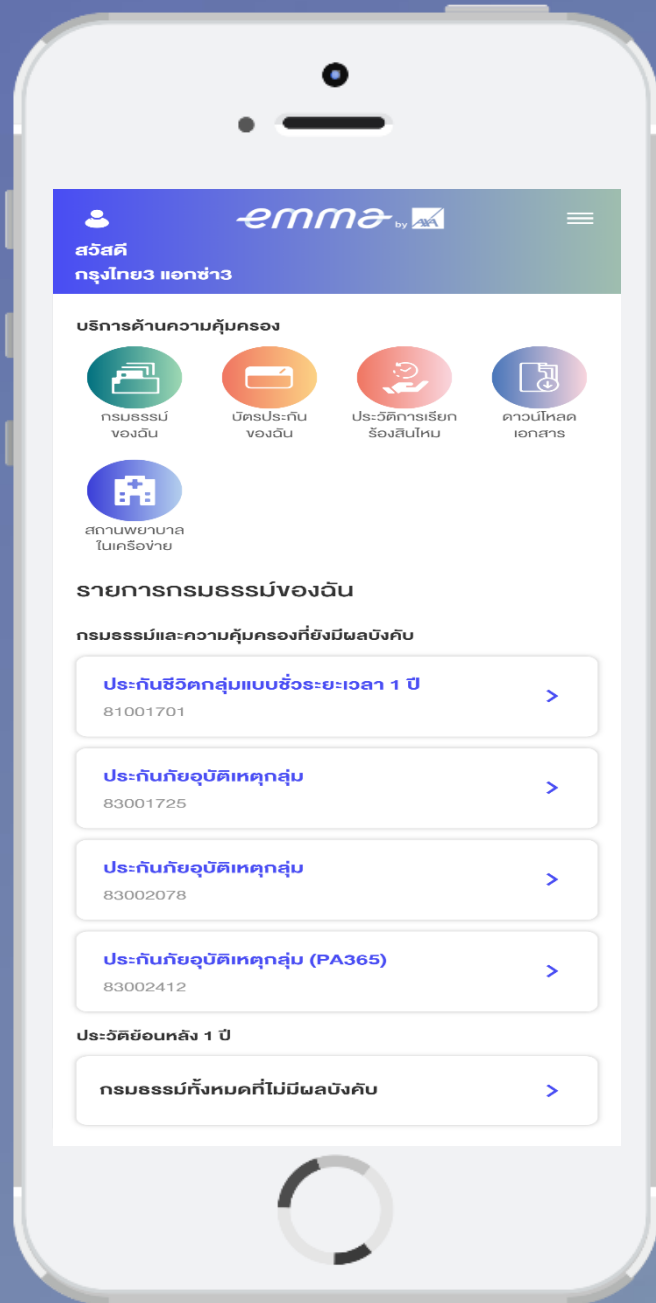 emma by AXA
สวัสดี
กรุงไทย3 แอกซ่า3
บริการด้านความคุ้มครอง
กรมธรรม์
ของฉัน
บัตรประกัน
ของฉัน
ประวัติการเรียก
ร้องสินไหม
ดาวน์โหลด
เอกสาร
สถานพยาบาล
ในเครือข่าย
รายการกรมธรรม์ของฉัน
กรมธรรม์และความคุ้มครองที่ยังมีผลบังคับ
ประกันชีวิตกลุ่มแบบชั่วระยะเวลา 1 ปี
81001701
ประกันภัยอุบัติเหตุกลุ่ม
83001725
ประกันภัยอุบัติเหตุกลุ่ม
83002078
ประกันภัยอุบัติเหตุกลุ่ม (PA365)
83002412
ประวัติย้อนหลัง 1 ปี
กรมธรรม์ทั้งหมดที่ไม่มีผลบังคับ